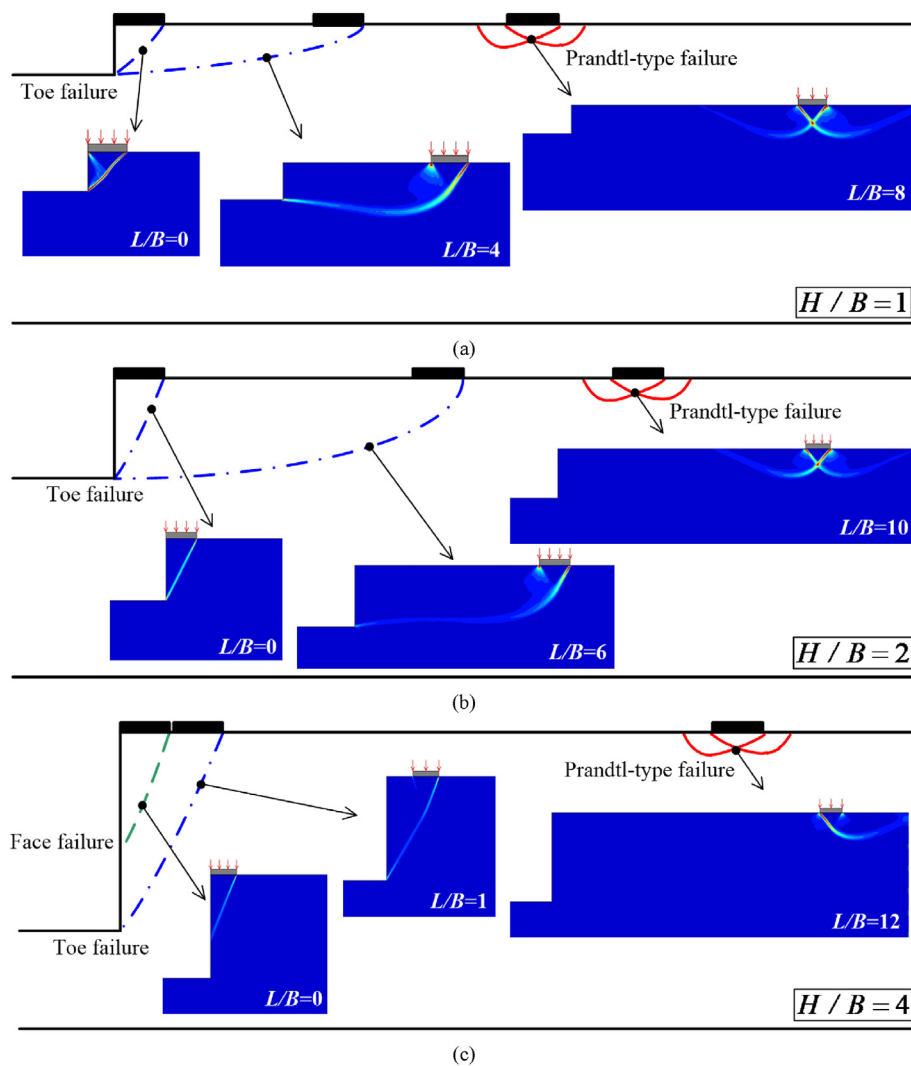 Toe failure
Prandtl-type failure
L/B=0
L/B=4
L/B=8
H / B = 1
(a)
Toe failure
Prandtl-type failure
L/B=0
L/B=6
L/B=10
H / B = 2
(b)
Face failure
Toe failure
Prandtl-type failure
L/B=0
L/B=1
L/B=12
H / B = 4
(c)